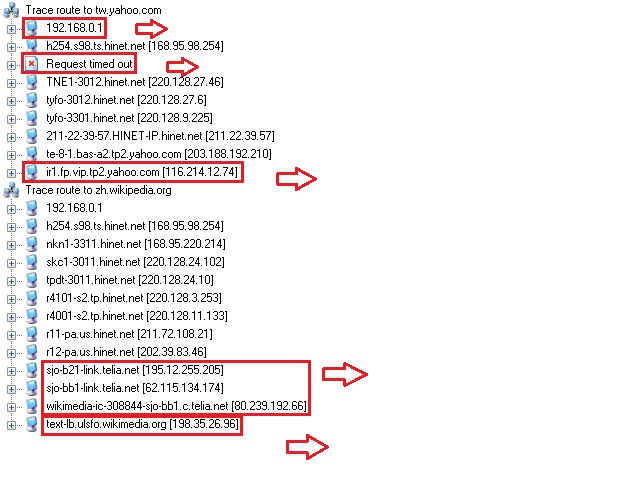 Trace route to tw.yahoo.com
192.168.0.1
h254.s98.ts.hinet.net [168.95.98.254]
Request timed out
TNE1-3012.hinet.net [220.128.27.46]
tyfo-3012.hinet.net [220.128.27.6]
tyfo-3301.hinet.net [220.128.9.225]
211-22-39-57.HINET-IP.hinet.net [211.22.39.57]
te-8-1.bas-a2.tp2.yahoo.com [203.188.192.210]
ir1.fp.vip.tp2.yahoo.com [116.214.12.74]
Trace route to zh.wikipedia.org
192.168.0.1
h254.s98.ts.hinet.net [168.95.98.254]
nkn1-3311.hinet.net [168.95.220.214]
skc1-3011.hinet.net [220.128.24.102]
tpdt-3011.hinet.net [220.128.24.10]
r4101-s2.tp.hinet.net [220.128.3.253]
r4001-s2.tp.hinet.net [220.128.11.133]
r11-pa.us.hinet.net [211.72.108.21]
r12-pa.us.hinet.net [202.39.83.46]
sjo-b21-link.telia.net [195.12.255.205]
sjo-bb1-link.telia.net [62.115.134.174]
wikimedia-ic-308844-sjo-bb1.c.telia.net [80.239.192.66]
text-lb.ulsfo.wikimedia.org [198.35.26.96]